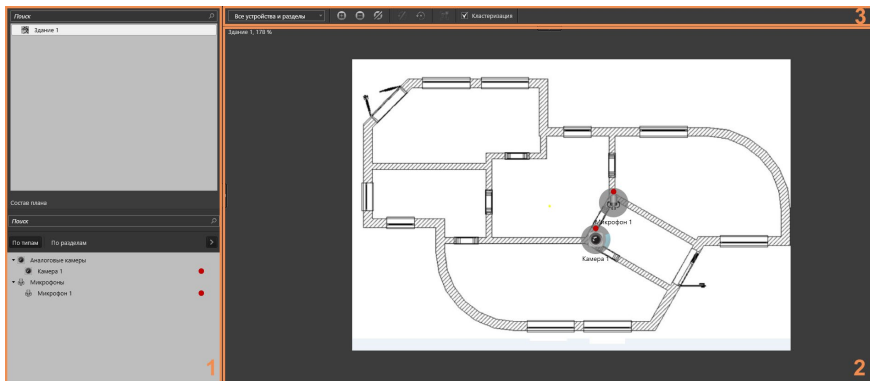 Поиск
Здание 1
Состав плана
Поиск
По типам По разделам
Аналоговые камеры
Камера 1
Микрофоны
Микрофон 1
1
Все устройства и разделы Кластеризация 3
Здание 1, 178 %
Микрофон 1
Камера 1
2